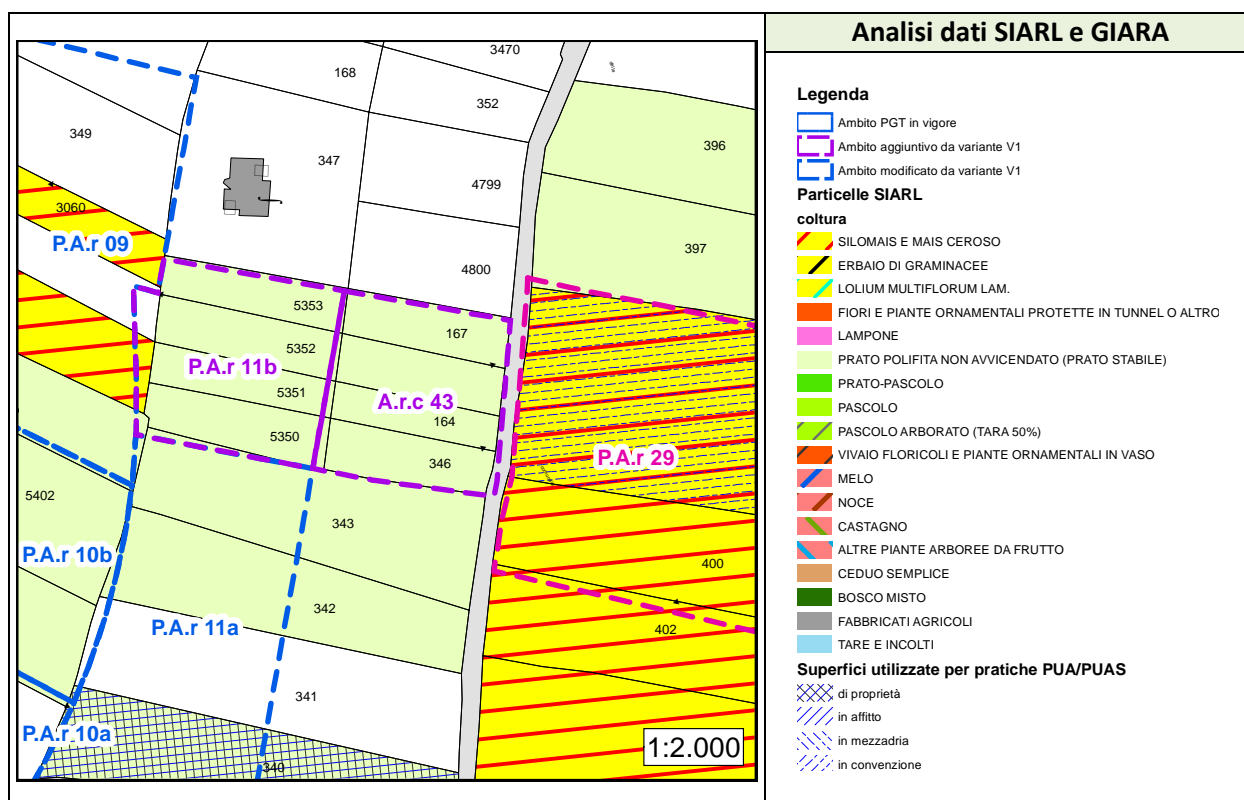 Analisi dati SIARL e GIARA
3470
168
352
349
347
396
4799
3060
P.A.r 09
397
4800
5353
167
5352
P.A.r 11b
5351
A.r.c 43
164
5350
346
P.A.r 29
5402
343
P.A.r 10b
400
342
P.A.r 11a
402
341
P.A.r 10a
340
1:2.000
Legenda
Ambito PGT in vigore
Ambito aggiuntivo da variante V1
Ambito modificato da variante V1
Particelle SIARL
coltura
SILOMAIS E MAIS CEROSO
ERBAIO DI GRAMINACEE
LOLIUM MULTIFLORUM LAM.
FIORI E PIANTE ORNAMENTALI PROTETTE IN TUNNEL O ALTRO
LAMPONE
PRATO POLIFITA NON AVVICENDATO (PRATO STABILE)
PRATO-PASCOLO
PASCOLO
PASCOLO ARBORATO (TARA 50%)
VIVAIO FLORICOLI E PIANTE ORNAMENTALI IN VASO
MELO
NOCE
CASTAGNO
ALTRE PIANTE ARBOREE DA FRUTTO
CEDUO SEMPLICE
BOSCO MISTO
FABBRICATI AGRICOLI
TARE E INCOLTI
Superfici utilizzate per pratiche PUA/PUAS
di proprietà
in affitto
in mezzadria
in convenzione